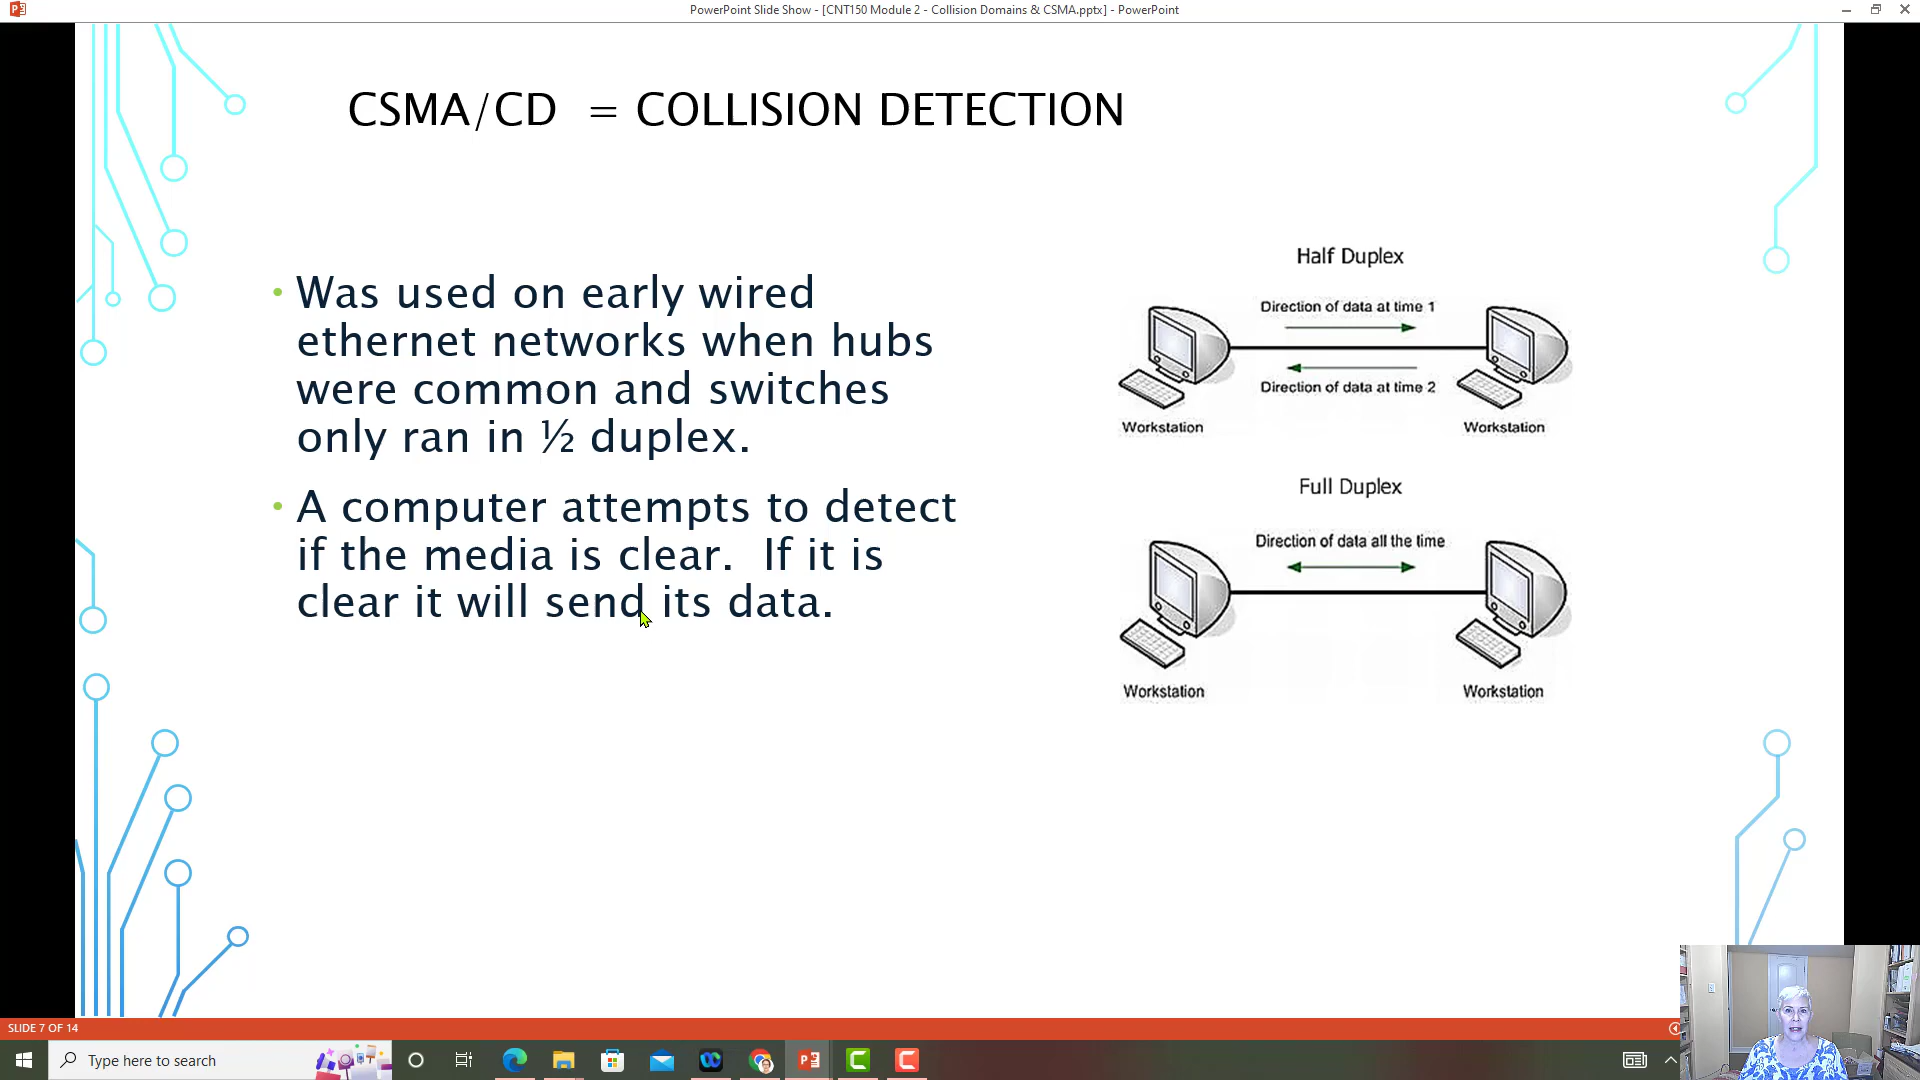 PowerPoint Slide Show - [CNT150 Module 2 - Collision Domains & CSMA.pptx] - PowerPoint
CSMA/CD = COLLISION DETECTION
• Was used on early wired
ethernet networks when hubs
were common and switches
only ran in ½ duplex.
• A computer attempts to detect
if the media is clear. If it is
clear it will send its data.
Half Duplex
Direction of data at time 1
Direction of data at time 2
Workstation Workstation
Full Duplex
Direction of data all the time
Workstation Workstation
SLIDE 7 OF 14
Type here to search